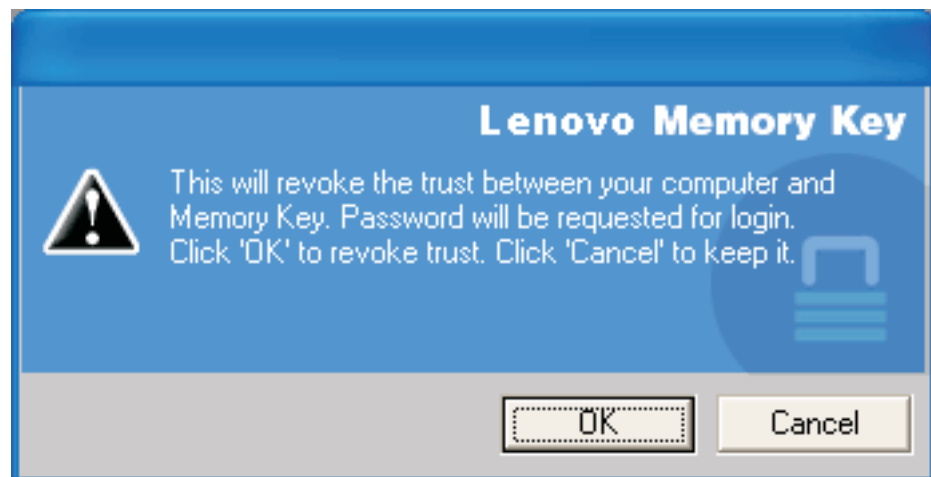 Lenovo Memory Key
This will revoke the trust between your computer and
Memory Key. Password will be requested for login.
Click 'OK' to revoke trust. Click 'Cancel' to keep it.
OK
Cancel